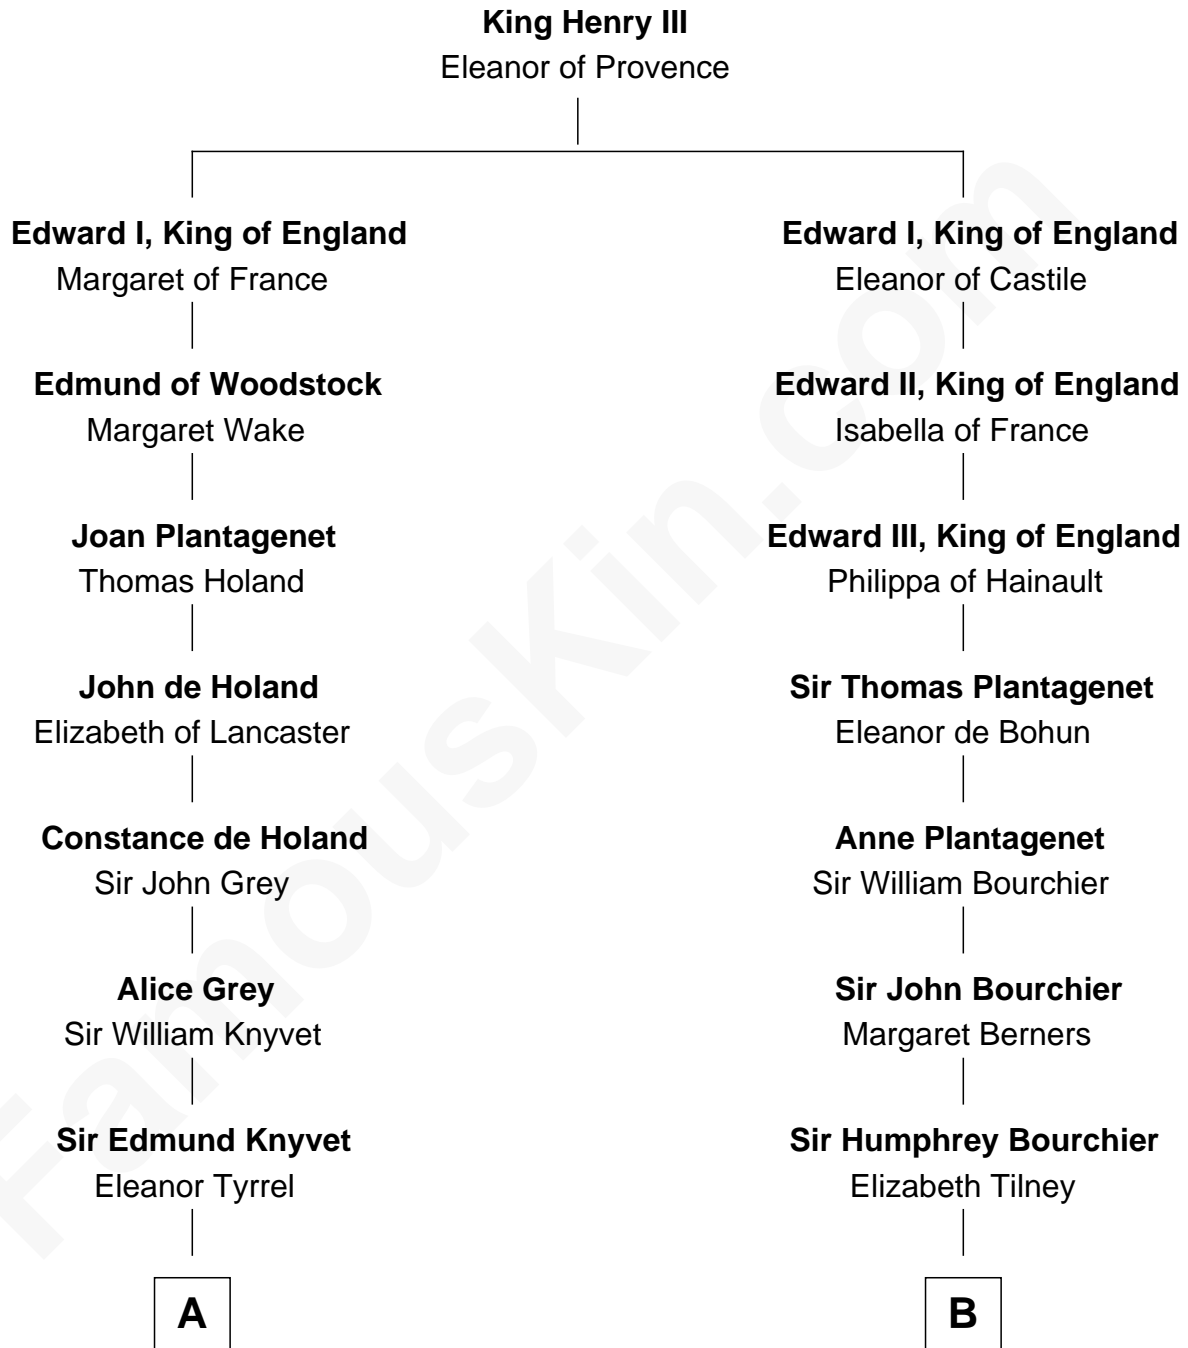 King Henry III
Eleanor of Provence
Edward I, King of England
Margaret of France
Edmund of Woodstock
Margaret Wake
Joan Plantagenet
Thomas Holand
John de Holand
Elizabeth of Lancaster
Constance de Holand
Sir John Grey
Alice Grey
Sir William Knyvet
Sir Edmund Knyvet
Eleanor Tyrrel
A
Edward I, King of England
Eleanor of Castile
Edward II, King of England
Isabella of France
Edward III, King of England
Philippa of Hainault
Sir Thomas Plantagenet
Eleanor de Bohun
Anne Plantagenet
Sir William Bourchier
Sir John Bourchier
Margaret Berners
Sir Humphrey Bourchier
Elizabeth Tilney
B
FamousKin.com